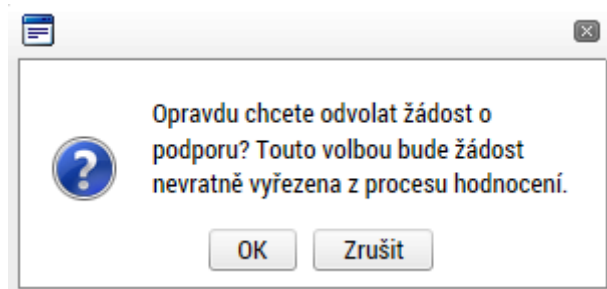 Opravdu chcete odvolat žádost o
podporu? Touto volbou bude žádost
nevratně vyřezena z procesu hodnocení.
OK Zrušit